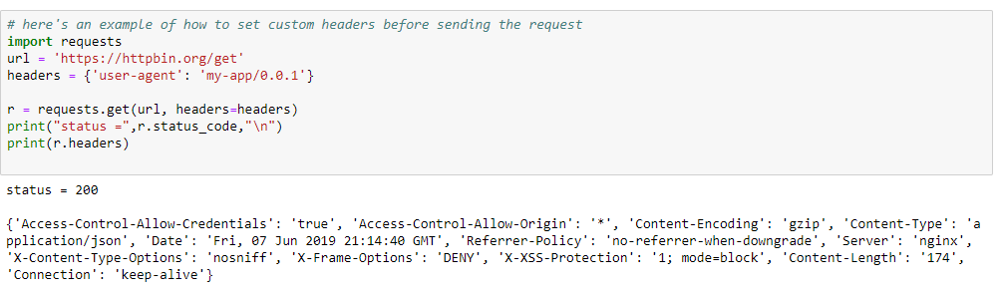 # here's an example of how to set custom headers before sending the request
import requests
url = 'https://httpbin.org/get'
headers = {'user-agent': 'my-app/0.0.1'}
r = requests.get(url, headers=headers)
print("status =",r.status_code,"\n")
print(r.headers)
status = 200
{'Access-Control-Allow-Credentials': 'true', 'Access-Control-Allow-Origin': '*', 'Content-Encoding': 'gzip', 'Content-Type': 'a
pplication/json', 'Date': 'Fri, 07 Jun 2019 21:14:40 GMT', 'Referrer-Policy': 'no-referrer-when-downgrade', 'Server': 'nginx',
'X-Content-Type-Options': 'nosniff', 'X-Frame-Options': 'DENY', 'X-XSS-Protection': '1; mode=block', 'Content-Length': '174',
'Connection': 'keep-alive'}